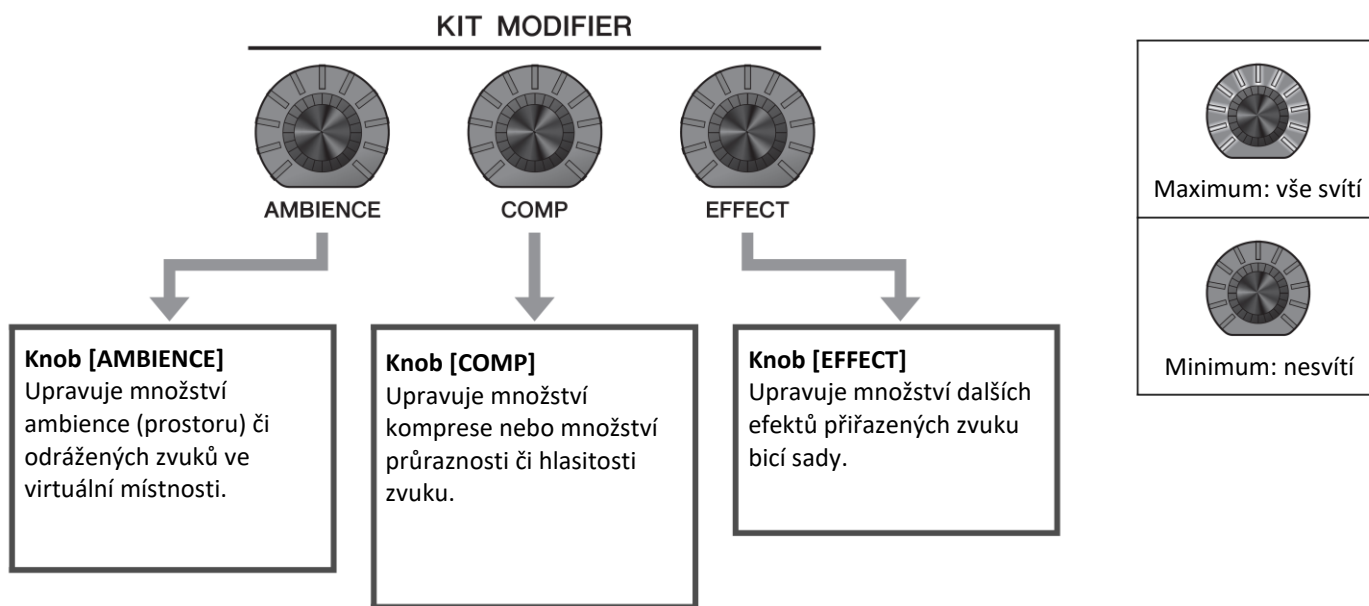 KIT MODIFIER
AMBIENCE
COMP
EFFECT
Knob [AMBIENCE]
Upravuje množství
ambience (prostoru) či
odrážených zvuků ve
virtuální místnosti.
Knob [COMP]
Upravuje množství
komprese nebo množství
průraznosti či hlasitosti
zvuku.
Knob [EFFECT]
Upravuje množství dalších
efektů přiřazených zvuku
bicí sady.
Maximum: vše svítí
Minimum: nesvítí